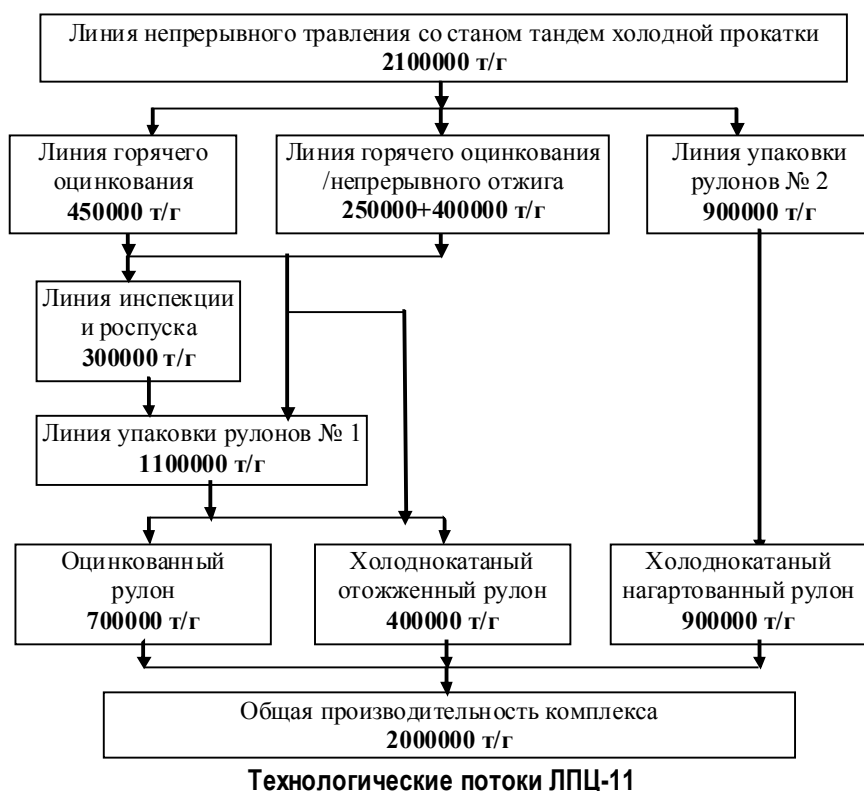 Линия непрерывного травления со станом тандем холодной прокатки
2100000 т/г
Линия горячего
оцинкования
450000 т/г
Линия горячего оцинкования
/непрерывного отжига
250000+400000 т/г
Линия упаковки
рулонов № 2
900000 т/г
Линия инспекции
и роспуска
300000 т/г
Линия упаковки рулонов № 1
1100000 т/г
Оцинкованный
рулон
700000 т/г
Холоднокатаный
отожженный рулон
400000 т/г
Холоднокатаный
нагартованный рулон
900000 т/г
Общая производительность комплекса
2000000 т/г
Технологические потоки ЛПЦ-11